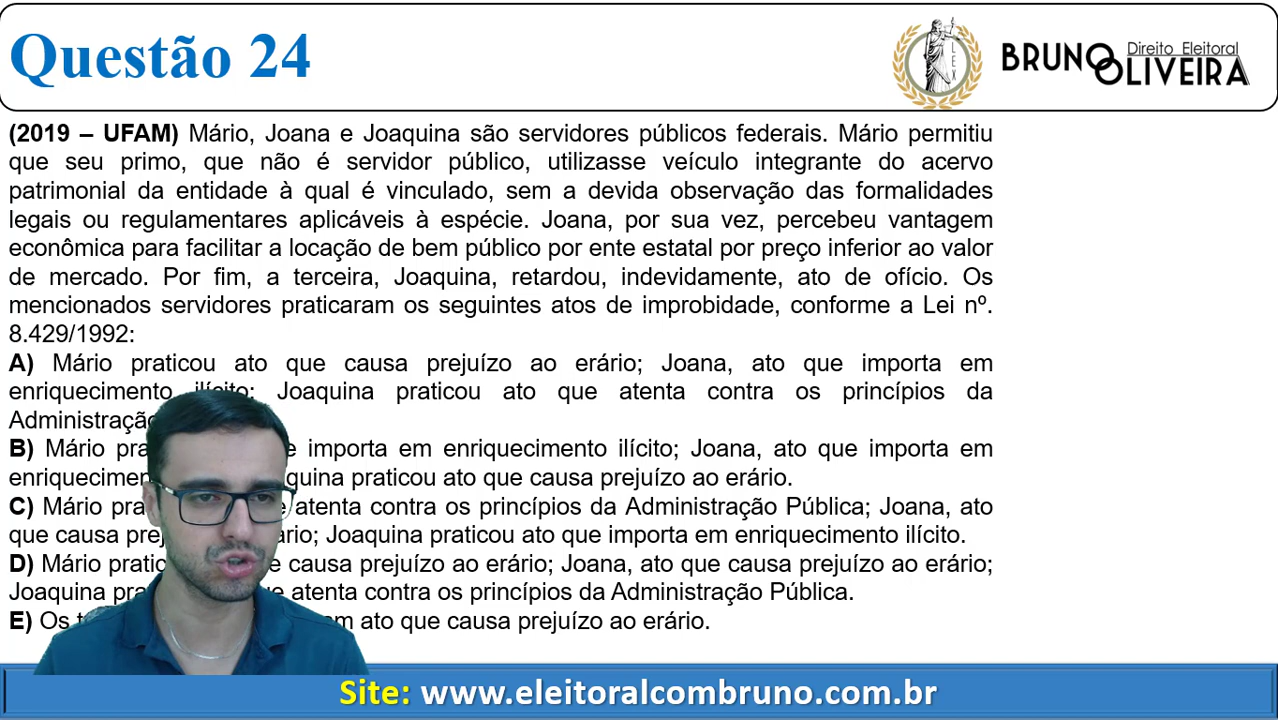 Questão 24
LEX
BRUNO OLIVEIRA
Direito Eleitoral
(2019 – UFAM) Mário, Joana e Joaquina são servidores públicos federais. Mário permitiu
que seu primo, que não é servidor público, utilizasse veículo integrante do acervo
patrimonial da entidade à qual é vinculado, sem a devida observação das formalidades
legais ou regulamentares aplicáveis à espécie. Joana, por sua vez, percebeu vantagem
econômica para facilitar a locação de bem público por ente estatal por preço inferior ao valor
de mercado. Por fim, a terceira, Joaquina, retardou, indevidamente, ato de ofício. Os
mencionados servidores praticaram os seguintes atos de improbidade, conforme a Lei nº.
8.429/1992:
A) Mário praticou ato que causa prejuízo ao erário; Joana, ato que importa em
enriquecimento ilícito; Joaquina praticou ato que atenta contra os princípios da
Administração
B) Mário importa em enriquecimento ilícito; Joana, ato que importa em
praticou ato que causa prejuízo ao erário.
C) Mário atenta contra os princípios da Administração Pública; Joana, ato
que causa Joaquina praticou ato que importa em enriquecimento ilícito.
D) Mário causa prejuízo ao erário; Joana, ato que causa prejuízo ao erário;
Joaquina atenta contra os princípios da Administração Pública.
E) Os ato que causa prejuízo ao erário.
Site: www.eleitoralcombruno.com.br